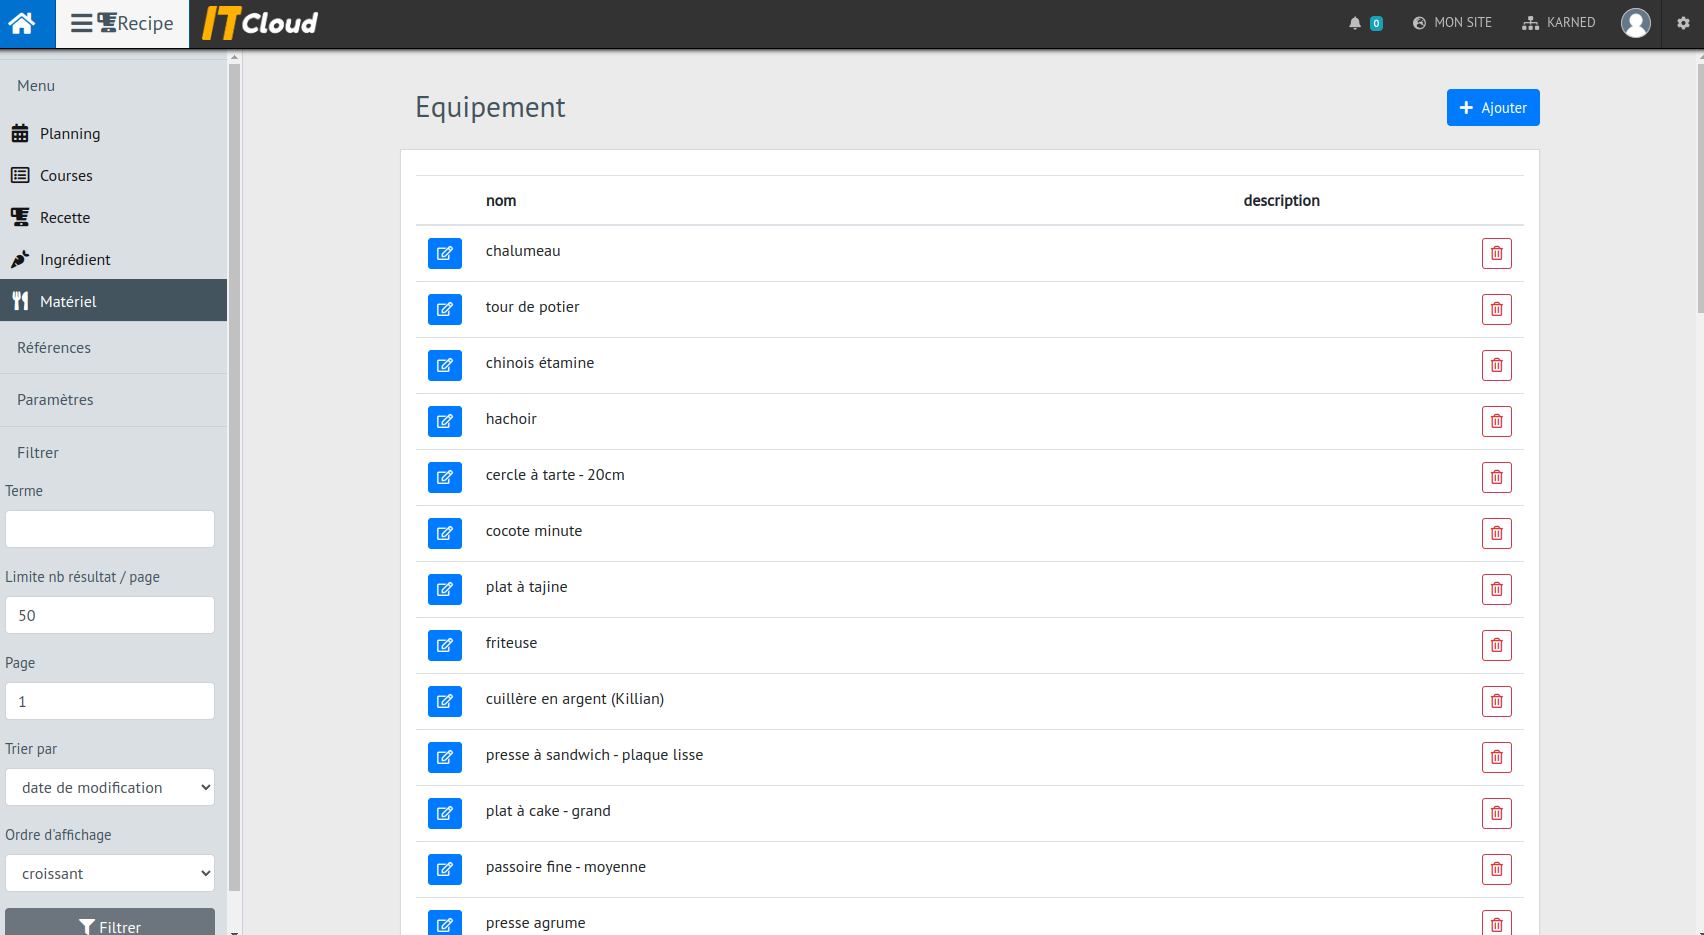 Recipe
ITCloud
0
MON SITE
KARNED
Menu
Planning
Courses
Recette
Ingrédient
Matériel
Références
Paramètres
Filtrer
Terme
Limite nb résultat / page
50
Page
1
Trier par
date de modification
Ordre d'affichage
croissant
Filtrer
Equipement
Ajouter
nom description
chalumeau
tour de potier
chinois étamine
hachoir
cercle à tarte - 20cm
cocote minute
plat à tajine
friteuse
cuillère en argent (Killian)
presse à sandwich - plaque lisse
plat à cake - grand
passoire fine - moyenne
presse agrume